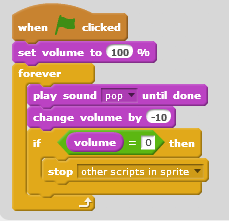 when clicked
set volume to 100 %
forever
play sound pop until done
change volume by -10
if volume = 0 then
stop other scripts in sprite